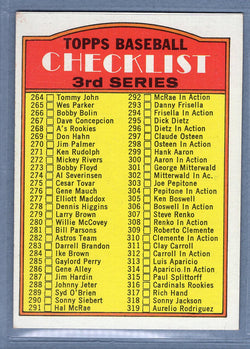 TOPPS BASEBALL
CHECKLIST
3rd SERIES
264 Tommy John
265 Wes Parker
266 Bobby Bolin
267 Dave Concepcion
268 A's Rookies
269 Don Hahn
270 Jim Palmer
271 Ken Rudolph
272 Mickey Rivers
273 Bobby Floyd
274 Al Severinsen
275 Cesar Tovar
276 Gene Mauch
277 Elliott Maddox
278 Dennis Higgins
279 Larry Brown
280 Willie McCovey
281 Bill Parsons
282 Astros Team
283 Darrell Brandon
284 Ike Brown
285 Gaylord Perry
286 Gene Alley
287 Jim Hardin
288 Johnny Jeter
289 Syd O'Brien
290 Sonny Siebert
291 Hal McRae
292 McRae In Action
293 Danny Frisella
294 Frisella In Action
295 Dick Dietz
296 Dietz In Action
297 Claude Osteen
298 Osteen In Action
299 Hank Aaron
300 Aaron In Action
301 George Mitterwald
302 Mitterwald In Ac.
303 Joe Pepitone
304 Pepitone In Action
305 Ken Boswell
306 Boswell In Action
307 Steve Renko
308 Renko In Action
309 Roberto Clemente
310 Clemente In Action
311 Clay Carroll
312 Carroll In Action
313 Luis Aparicio
314 Aparicio In Action
315 Paul Splittorff
316 Cardinals Rookies
317 Rich Hand
318 Sonny Jackson
319 Aurelio Rodriguez